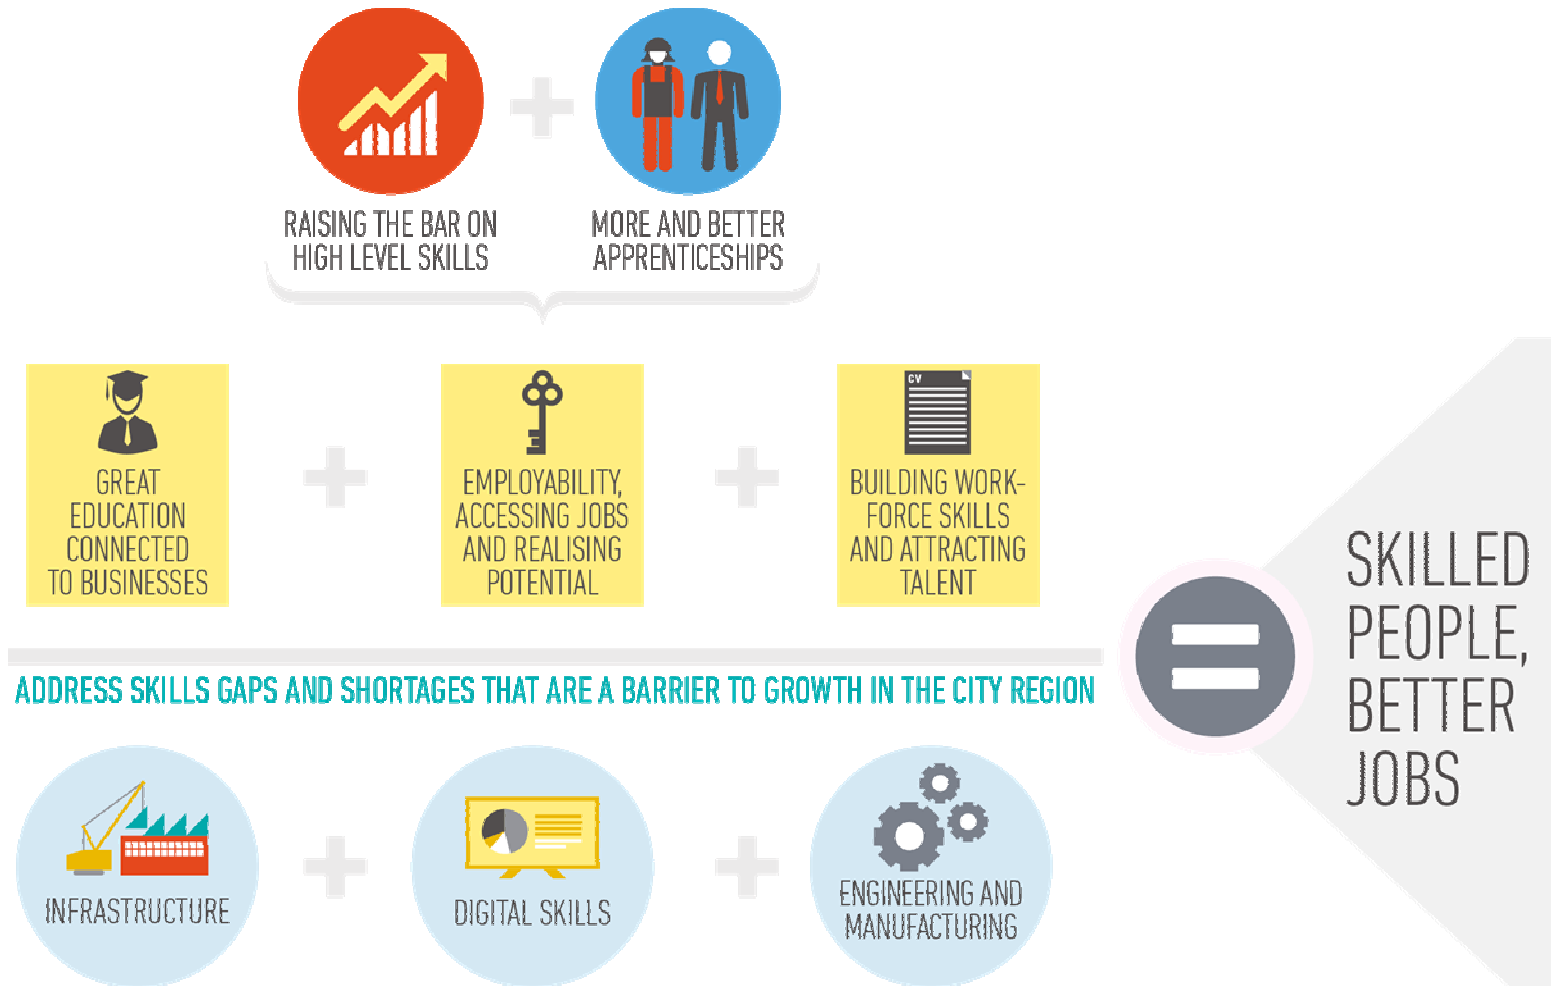 RAISING THE BAR ON
HIGH LEVEL SKILLS
MORE AND BETTER
APPRENTICESHIPS
GREAT
EDUCATION
CONNECTED
TO BUSINESSES
EMPLOYABILITY,
ACCESSING JOBS
AND REALISING
POTENTIAL
CV
BUILDING WORK-
FORCE SKILLS
AND ATTRACTING
TALENT
ADDRESS SKILLS GAPS AND SHORTAGES THAT ARE A BARRIER TO GROWTH IN THE CITY REGION
INFRASTRUCTURE
DIGITAL SKILLS
ENGINEERING AND
MANUFACTURING
SKILLED
PEOPLE,
BETTER
JOBS